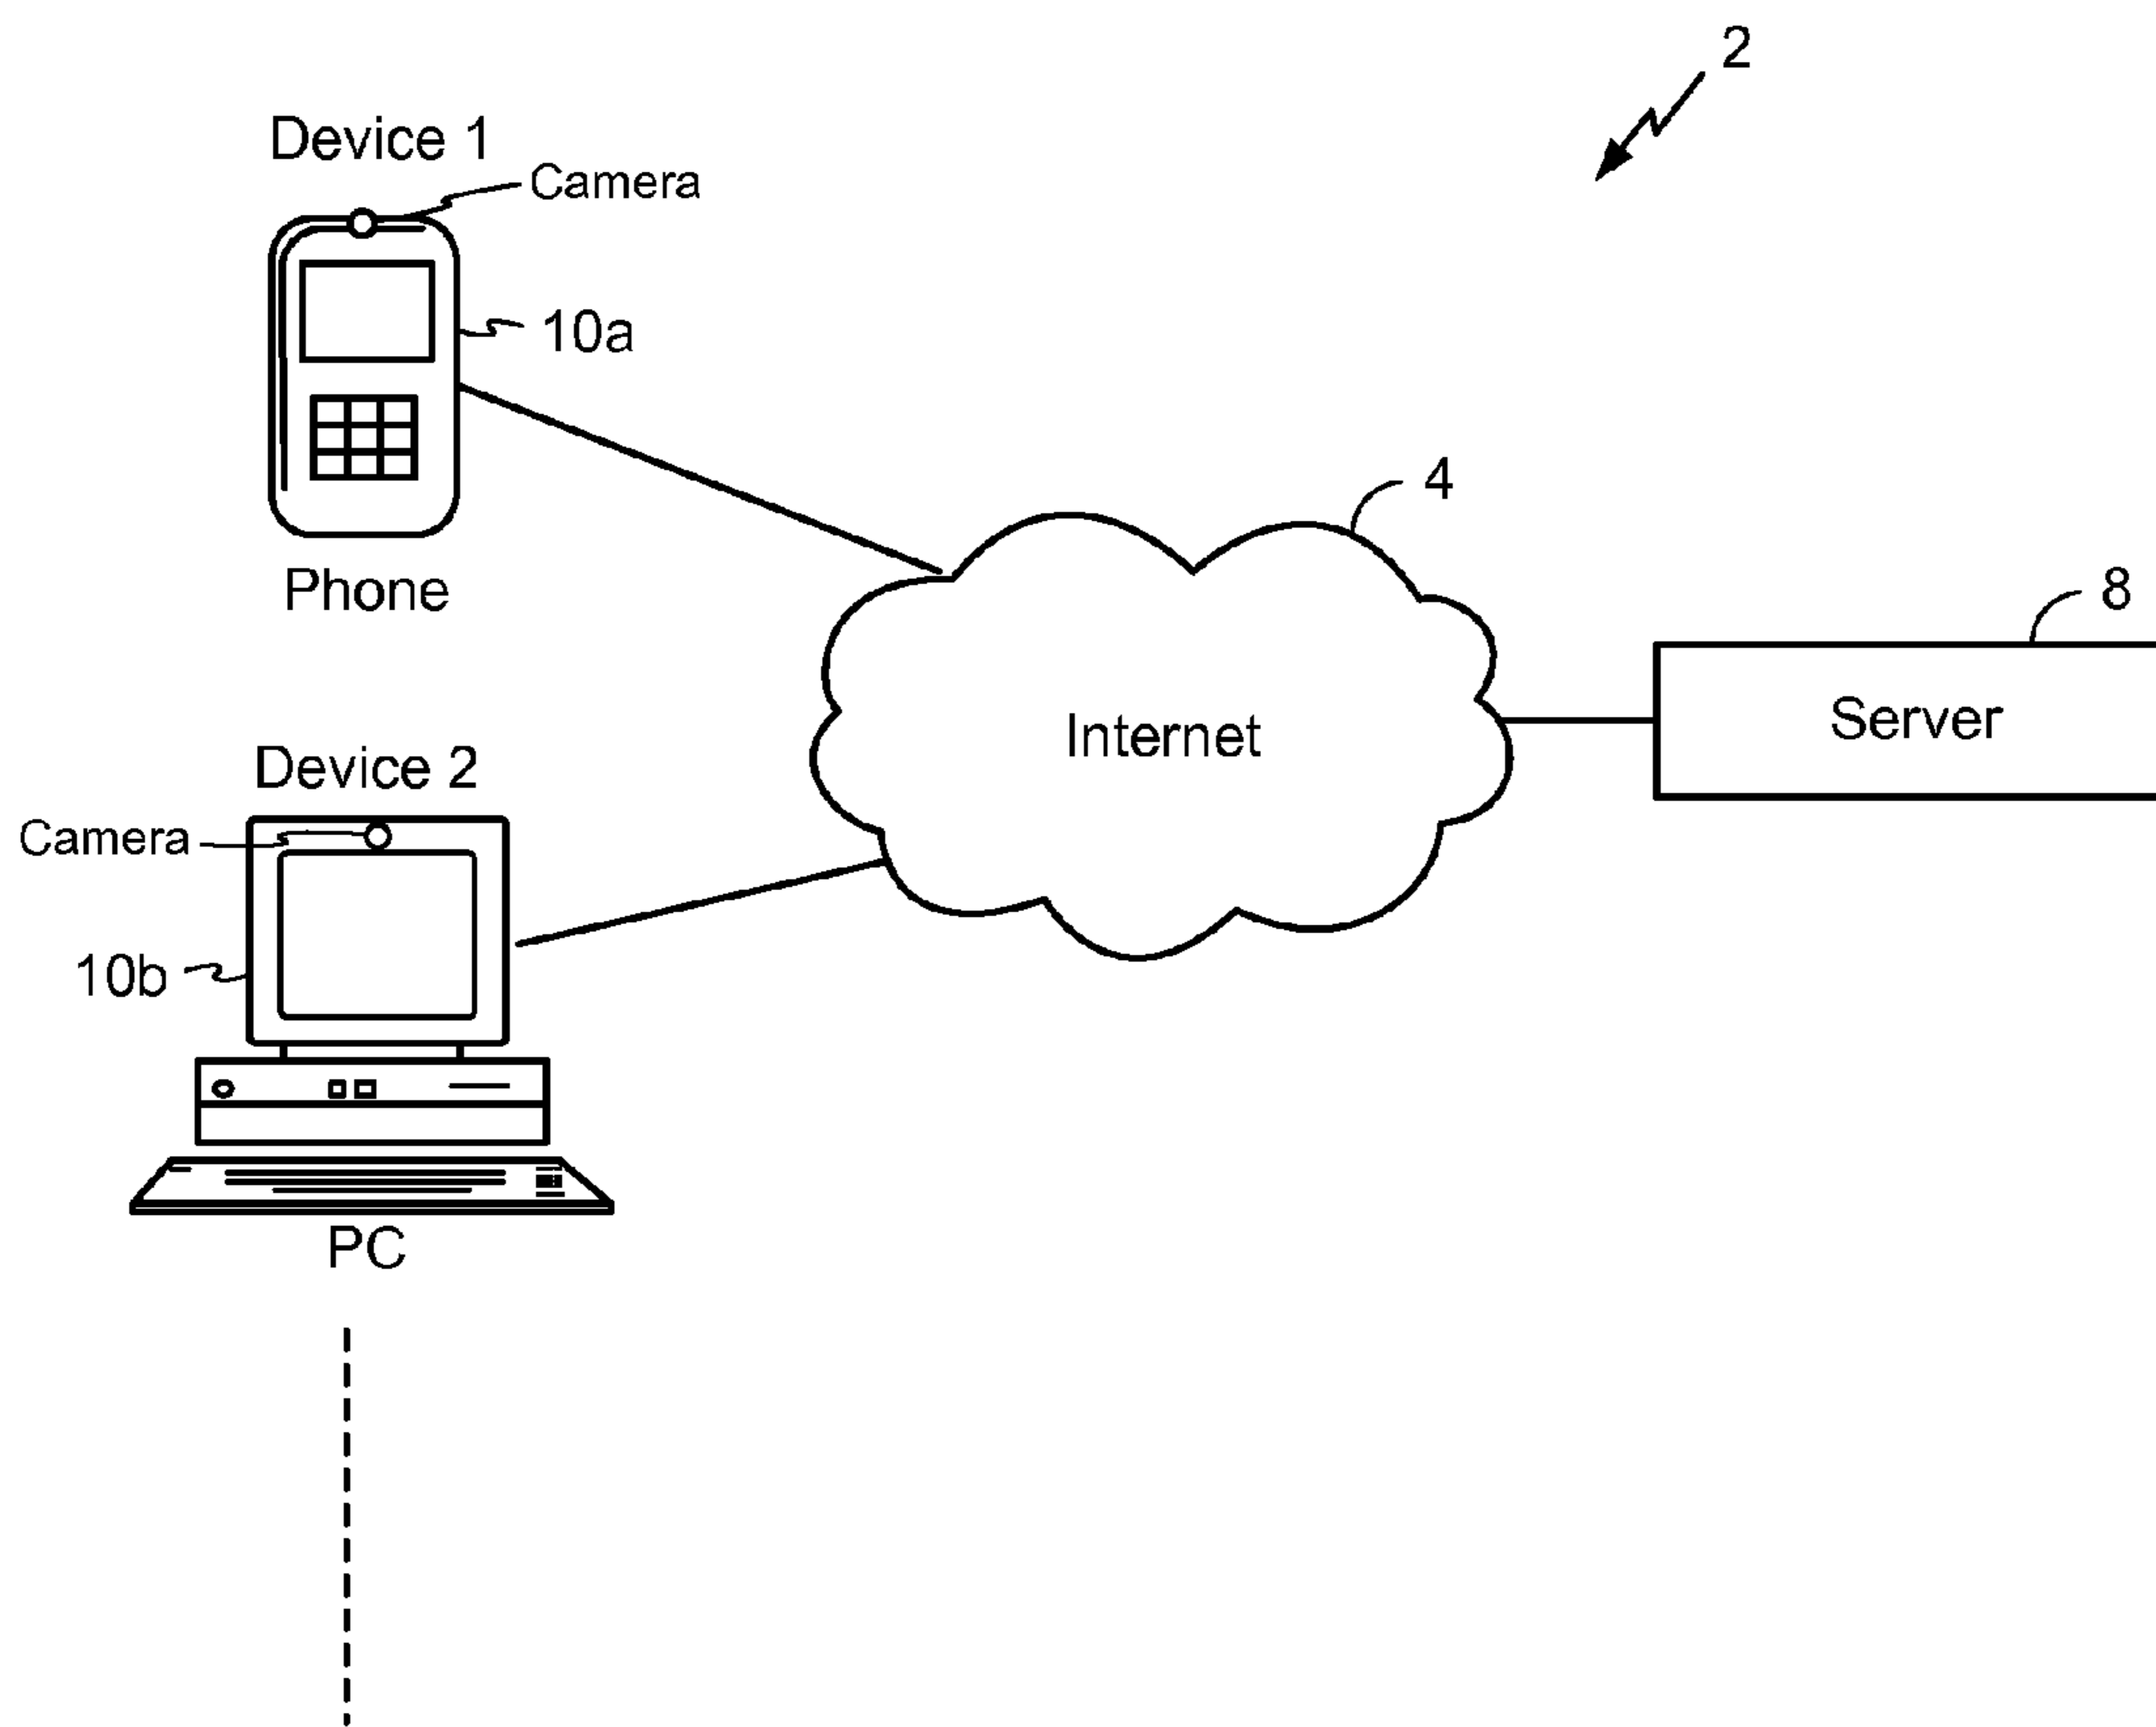 2
Device 1
Camera
10a
Phone
4
Internet
8
Server
Device 2
Camera
10b
PC